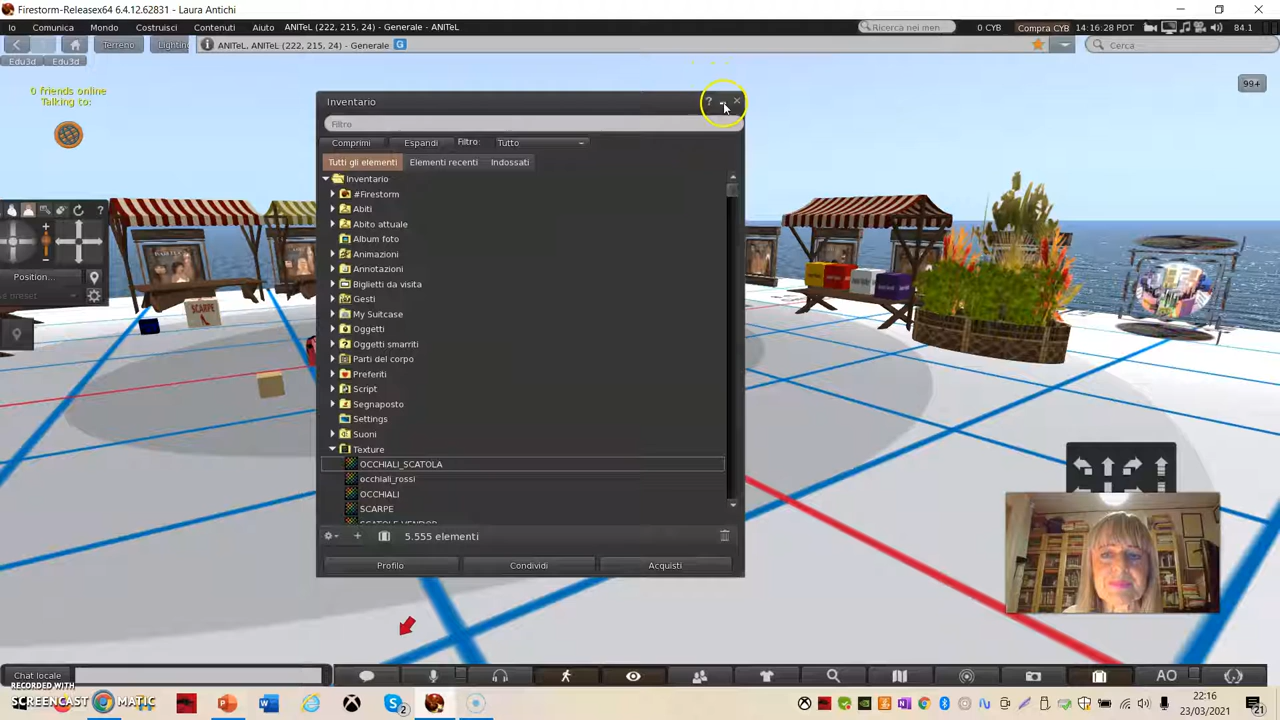 Firestorm-Releasex64 6.4.12.62831 - Laura Antichi
Io Comunica Mondo Costruisci Contenuti Aiuto ANITeL (222, 215, 24) - Generale - ANITeL
Ricerca nei men
0 CYB Compra CYB 14:16:28 PDT 84.1
Terreno Lightin ANITeL, ANITeL (222, 215, 24) - Generale G Cerca
Edu3d Edu3d
0 friends online
Talking to:
99+
Inventario ?
Filtro
Comprimi Espandi Filtro: Tutto
Tutti gli elementi Elementi recenti Indossati
Inventario
#Firestorm
Abiti
Abito attuale
Album foto
Animazioni
Annotazioni
Biglietti da visita
Gesti
My Suitcase
Oggetti
Oggetti smarriti
Parti del corpo
Preferiti
Script
Segnaposto
Settings
Suoni
Texture
OCCHIALI_SCATOLA
occhiali_rossi
OCCHIALI
SCARPE
SCATOLE_VENDOR
5.555 elementi
Profilo Condividi Acquisti
Position...
SCARPE
Chat locale
AO
RECORDED WITH
SCREENCAST MATIC
22:16
23/03/2021
21